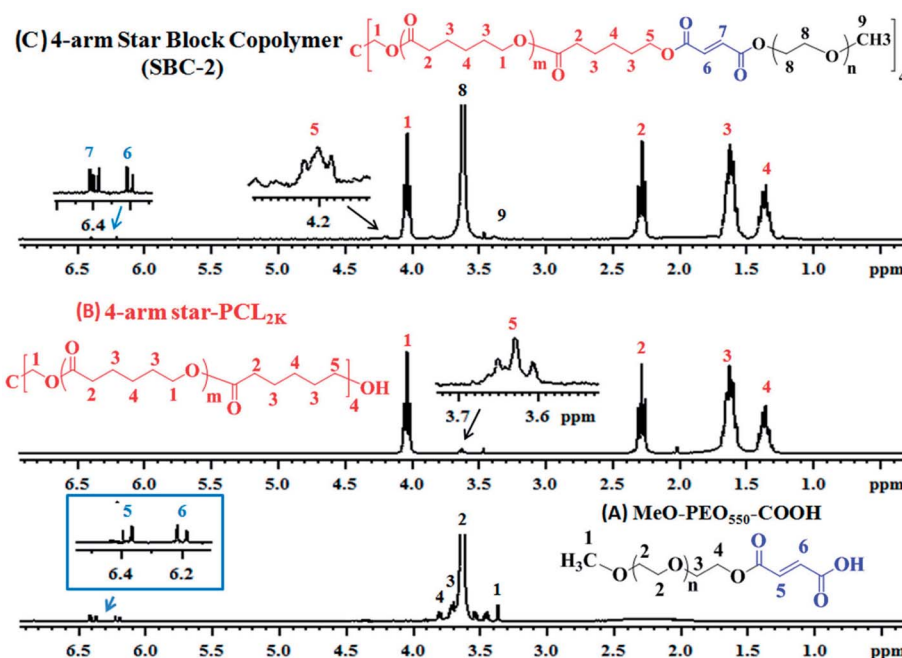 (C) 4-arm Star Block Copolymer
(SBC-2)
C 1 O O 2 3 4 3 1 O m O 2 3 4 3 5 O O 6 7 O O 8 8 O n 9 CH3 4
7 6
6.4
5
4.2
1 8 9 2 3 4
6.5 6.0 5.5 5.0 4.5 4.0 3.5 3.0 2.5 2.0 1.5 1.0 ppm
(B) 4-arm star-PCL2K
C 1 O O 2 3 4 3 1 O m O 2 3 4 3 5 OH 4
5
3.7 3.6 ppm
1 2 3 4
6.5 6.0 5.5 5.0 4.5 4.0 3.5 3.0 2.5 2.0 1.5 1.0 ppm
5 6
6.4 6.2
(A) MeO-PEO550-COOH
1 H3C O 2 2 O n 3 4 O O 5 6 O OH
4 3 2 1
6.5 6.0 5.5 5.0 4.5 4.0 3.5 3.0 2.5 2.0 1.5 1.0 ppm